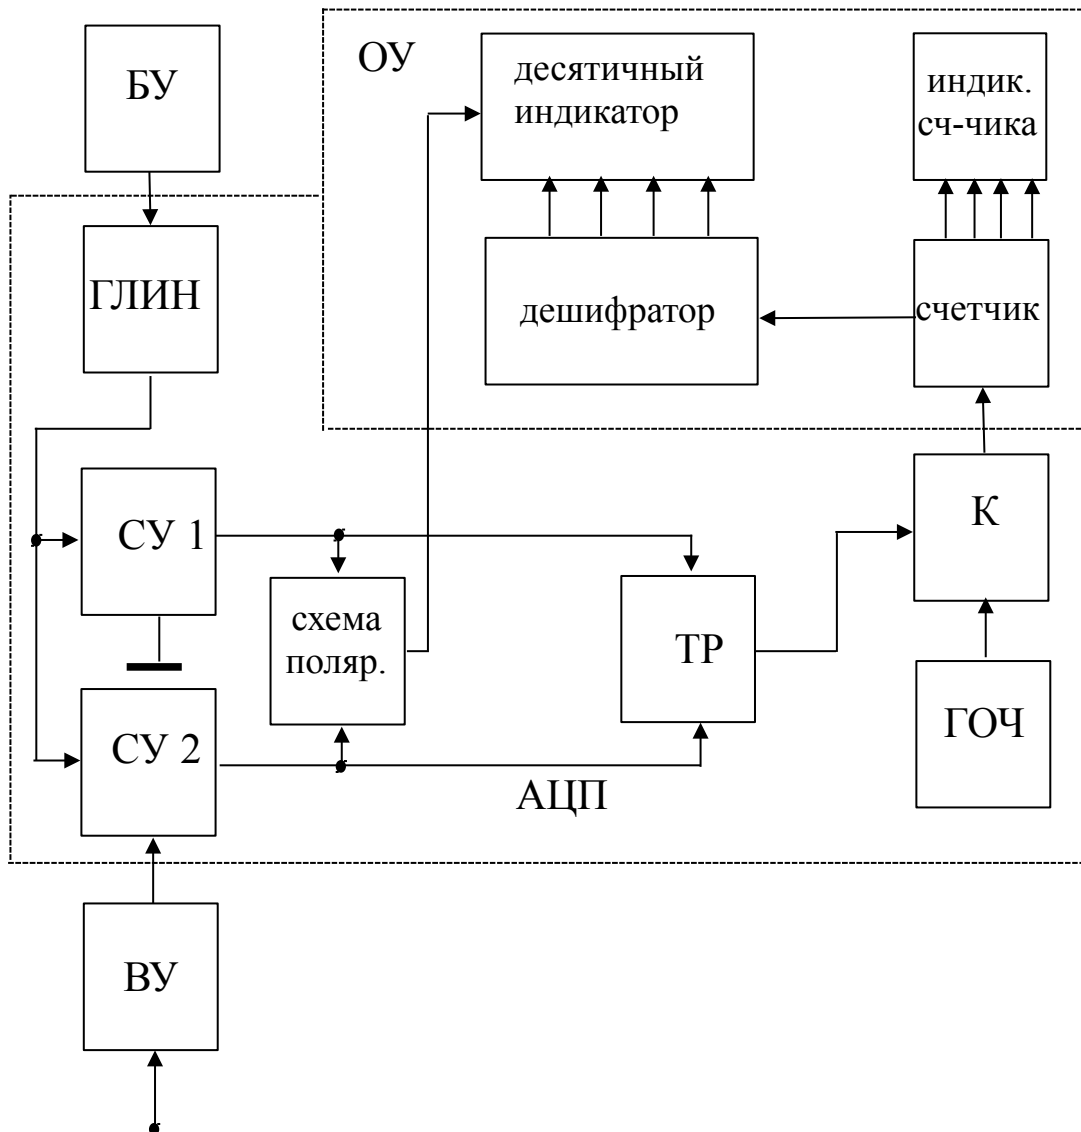 БУ
ОУ
десятичный
индикатор
индик.
сч-чика
ГЛИН
дешифратор
счетчик
СУ 1
К
схема
поляр.
ТР
СУ 2
ГОЧ
АЦП
ВУ